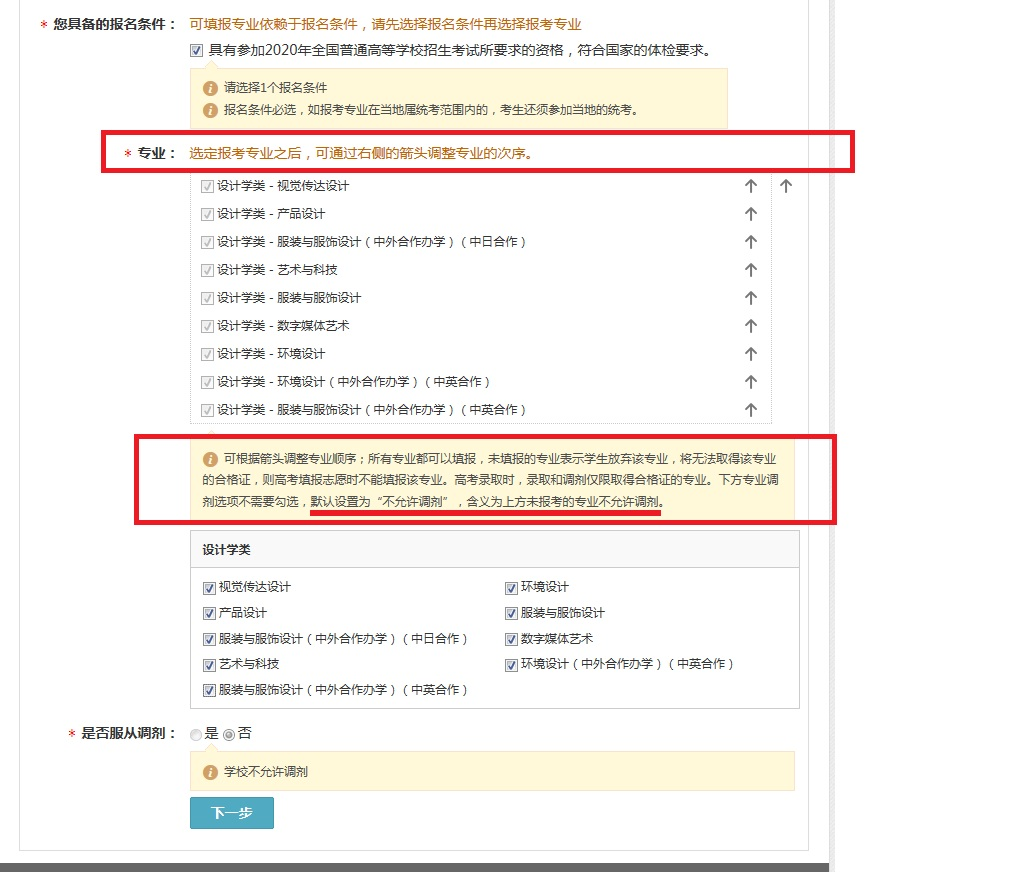 * 您具备的报名条件： 可填报专业依赖于报名条件，请先选择报名条件再选择报考专业
具有参加2020年全国普通高等学校招生考试所要求的资格，符合国家的体检要求。
请选择1个报名条件
报名条件必选，如报考专业在当地属统考范围内的，考生还须参加当地的统考。
* 专业： 选定报考专业之后，可通过右侧的箭头调整专业的次序。
设计学类 - 视觉传达设计
设计学类 - 产品设计
设计学类 - 服装与服饰设计（中外合作办学）（中日合作）
设计学类 - 艺术与科技
设计学类 - 服装与服饰设计
设计学类 - 数字媒体艺术
设计学类 - 环境设计
设计学类 - 环境设计（中外合作办学）（中英合作）
设计学类 - 服装与服饰设计（中外合作办学）（中英合作）
可根据箭头调整专业顺序；所有专业都可以填报，未填报的专业表示学生放弃该专业，将无法取得该专业
的合格证，则高考填报志愿时不能填报该专业。高考录取时，录取和调剂仅限取得合格证的专业。下方专业调
剂选项不需要勾选，默认设置为“不允许调剂”，含义为上方未报考的专业不允许调剂。
设计学类
视觉传达设计 环境设计
产品设计 服装与服饰设计
服装与服饰设计（中外合作办学）（中日合作） 数字媒体艺术
艺术与科技 环境设计（中外合作办学）（中英合作）
服装与服饰设计（中外合作办学）（中英合作）
* 是否服从调剂： 是 否
学校不允许调剂
下一步